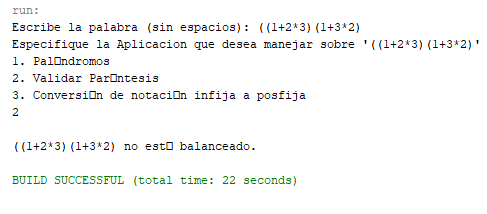 run:
Escribe la palabra (sin espacios): ((1+2*3)(1+3*2)
Especifique la Aplicacion que desea manejar sobre '((1+2*3)(1+3*2)'
1. Pal□ndromos
2. Validar Par□ntesis
3. Conversi□n de notaci□n infija a posfija
2
((1+2*3)(1+3*2) no est□ balanceado.
BUILD SUCCESSFUL (total time: 22 seconds)